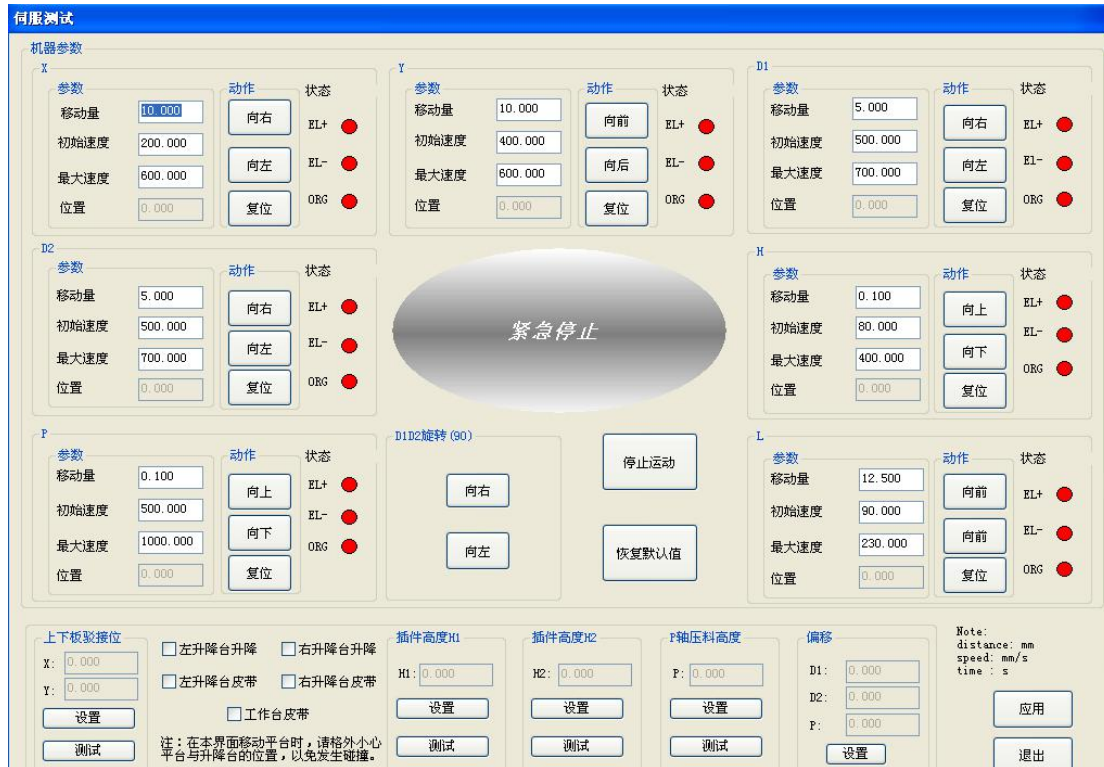 伺服测试
机器参数
X
参数
动作
状态
移动量
10.000
向右
EL+
初始速度
200.000
向左
EL-
最大速度
600.000
位置
0.000
复位
ORG
Y
参数
动作
状态
移动量
10.000
向前
EL+
初始速度
400.000
向后
EL-
最大速度
600.000
位置
0.000
复位
ORG
D1
参数
动作
状态
移动量
5.000
向右
EL+
初始速度
500.000
向左
El-
最大速度
700.000
位置
0.000
复位
ORG
D2
参数
动作
状态
移动量
5.000
向右
EL+
初始速度
500.000
向左
EL-
最大速度
700.000
位置
0.000
复位
ORG
紧急停止
H
参数
动作
状态
移动量
0.100
向上
EL+
初始速度
80.000
向下
EL-
最大速度
400.000
位置
0.000
复位
ORG
P
参数
动作
状态
移动量
0.100
向上
EL+
初始速度
500.000
向下
EL-
最大速度
1000.000
位置
0.000
复位
ORG
D1D2旋转(90)
向右
向左
停止运动
恢复默认值
L
参数
动作
状态
移动量
12.500
向前
EL+
初始速度
90.000
向前
EL-
最大速度
230.000
位置
0.000
复位
ORG
上下板驳接位
X: 0.000
Y: 0.000
设置
测试
左升降台升降
右升降台升降
左升降台皮带
右升降台皮带
工作台皮带
注：在本界面移动平台时，请格外小心
平台与升降台的位置，以免发生碰撞。
插件高度H1
H1: 0.000
设置
测试
插件高度H2
H2: 0.000
设置
测试
P轴压料高度
P: 0.000
设置
测试
偏移
D1: 0.000
D2: 0.000
P: 0.000
设置
Note:
distance: mm
speed: mm/s
time : s
应用
退出